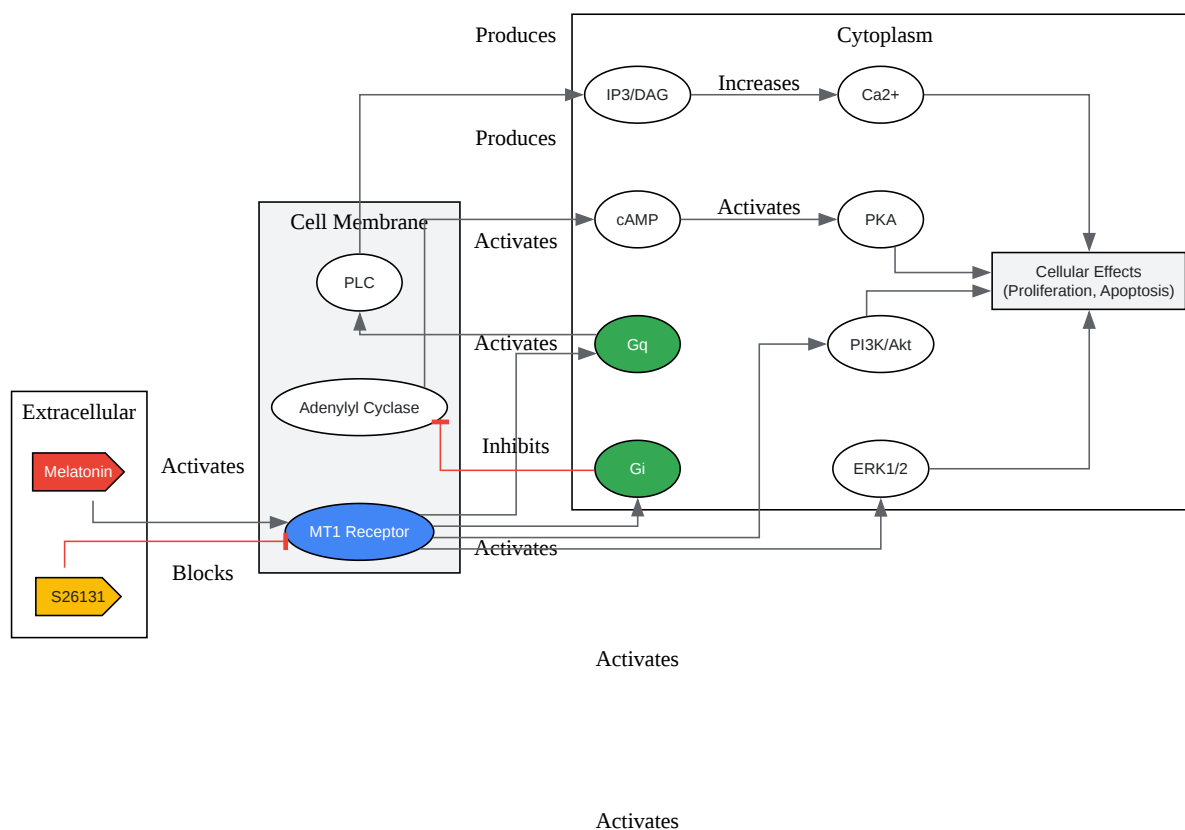 Produces
Cytoplasm
IP3/DAG
Increases
Ca2+
Produces
Cell Membrane
cAMP
Activates
PKA
Activates
PLC
Cellular Effects
(Proliferation, Apoptosis)
Activates
Gq
PI3K/Akt
Extracellular
Adenylyl Cyclase
Inhibits
Melatonin
Activates
Gi
ERK1/2
MT1 Receptor
Activates
Blocks
S26131
Activates
Activates